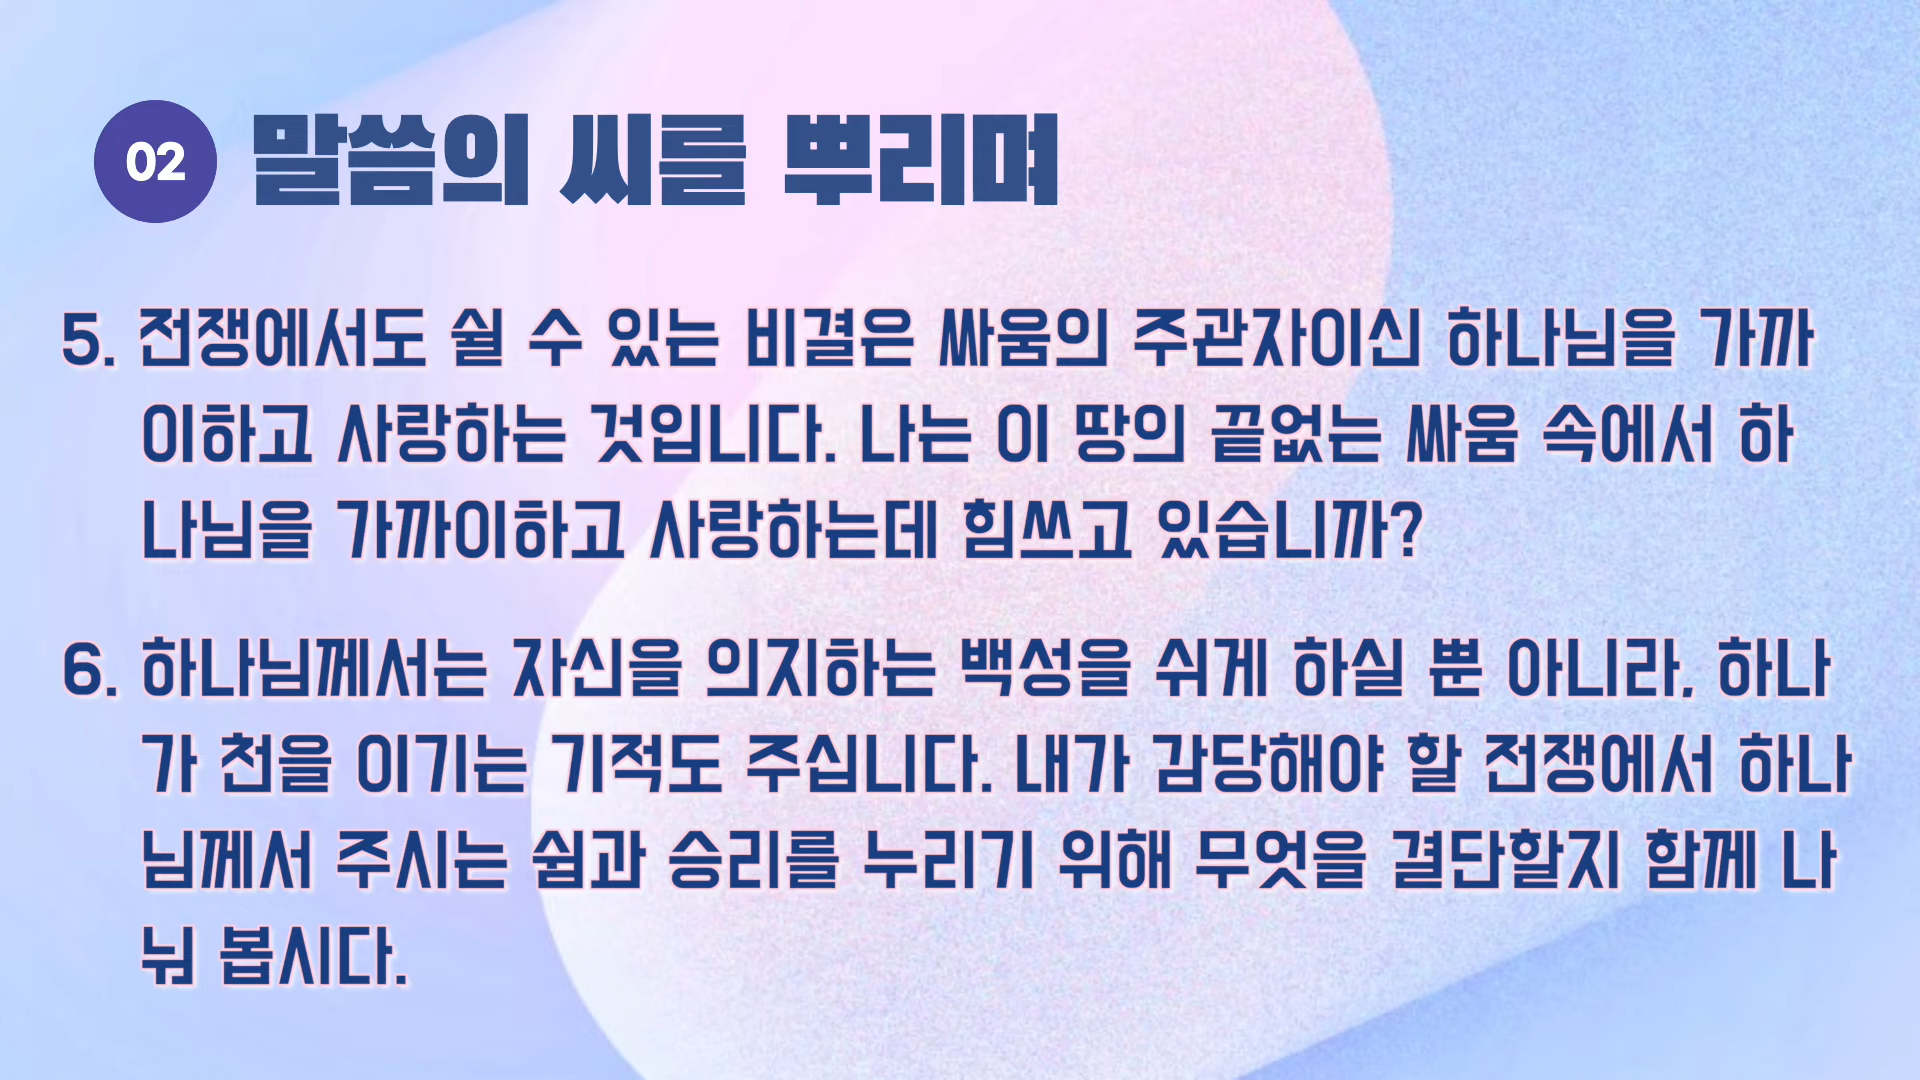 02 말씀의 씨를 뿌리며
5. 전쟁에서도 쉴 수 있는 비결은 싸움의 주관자이신 하나님을 가까
이하고 사랑하는 것입니다. 나는 이 땅의 끝없는 싸움 속에서 하
나님을 가까이하고 사랑하는데 힘쓰고 있습니까?
6. 하나님께서는 자신을 의지하는 백성을 쉬게 하실 뿐 아니라, 하나
가 천을 이기는 기적도 주십니다. 내가 감당해야 할 전쟁에서 하나
님께서 주시는 쉼과 승리를 누리기 위해 무엇을 결단할지 함께 나
눠 봅시다.